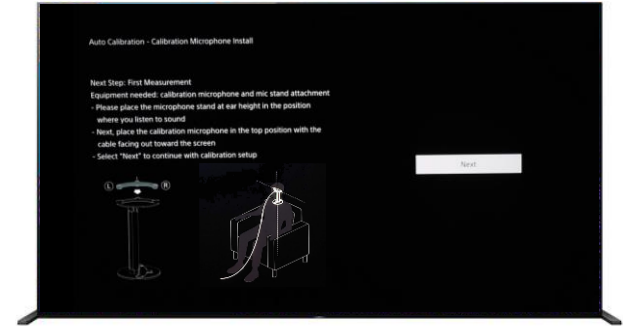 Auto Calibration - Calibration Microphone Install
Next Step: First Measurement
Equipment needed: calibration microphone and mic stand attachment
- Please place the microphone stand at ear height in the position
where you listen to sound
- Next, place the calibration microphone in the top position with the
cable facing out toward the screen
- Select "Next" to continue with calibration setup
Next
L R